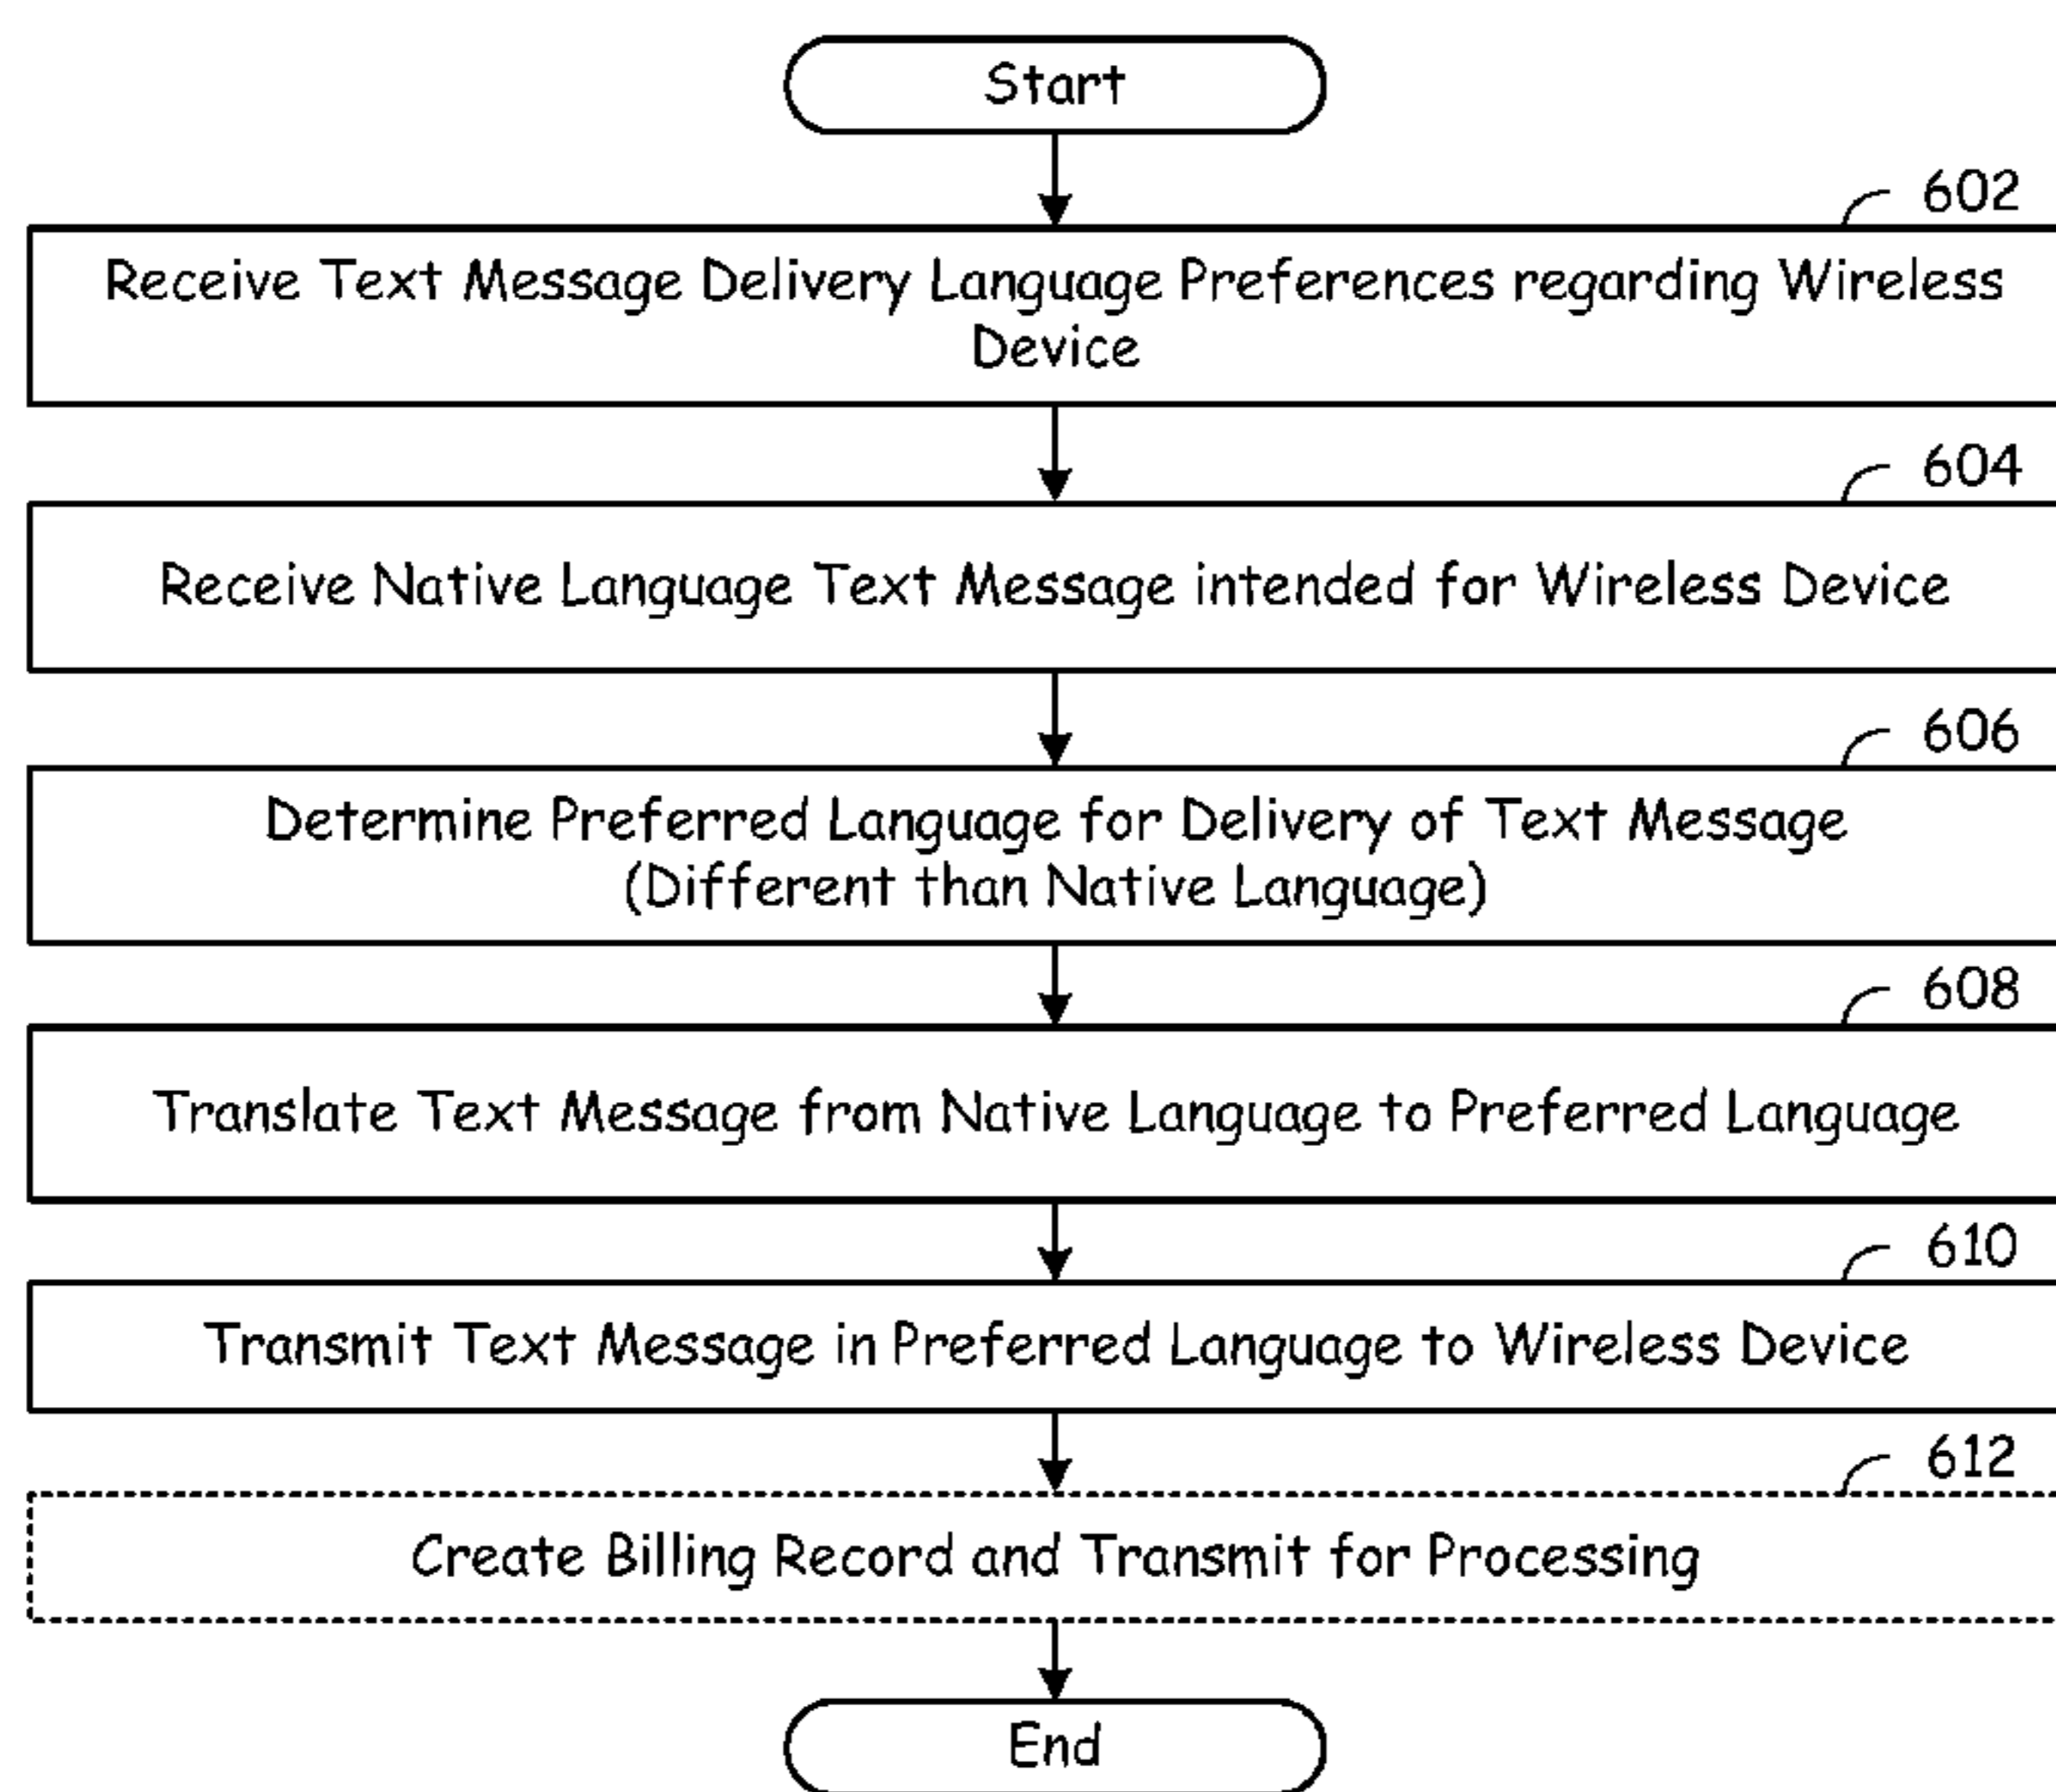 Start
602
Receive Text Message Delivery Language Preferences regarding Wireless
Device
604
Receive Native Language Text Message intended for Wireless Device
606
Determine Preferred Language for Delivery of Text Message
(Different than Native Language)
608
Translate Text Message from Native Language to Preferred Language
610
Transmit Text Message in Preferred Language to Wireless Device
612
Create Billing Record and Transmit for Processing
End